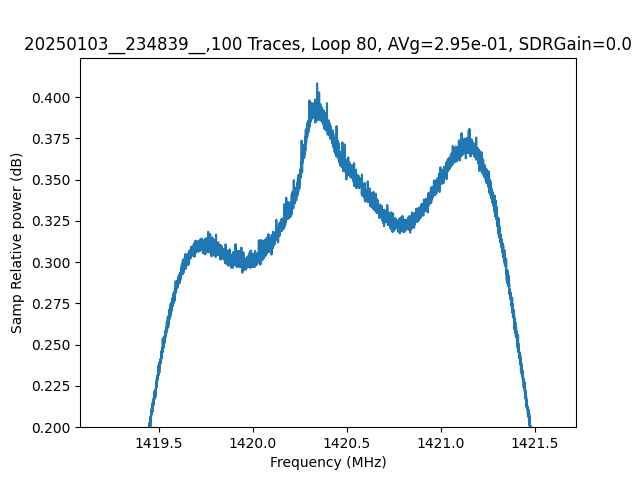 20250103__234839__,100 Traces, Loop 80, AVg=2.95e-01, SDRGain=0.0
Samp Relative power (dB)
0.400
0.375
0.350
0.325
0.300
0.275
0.250
0.225
0.200
1419.5 1420.0 1420.5 1421.0 1421.5
Frequency (MHz)